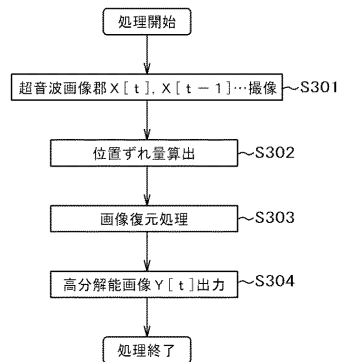 処理開始
超音波画像郡X[t],X[t-1]…撮像 S301
位置ずれ量算出 S302
画像復元処理 S303
高分解能画像Y[t]出力 S304
処理終了